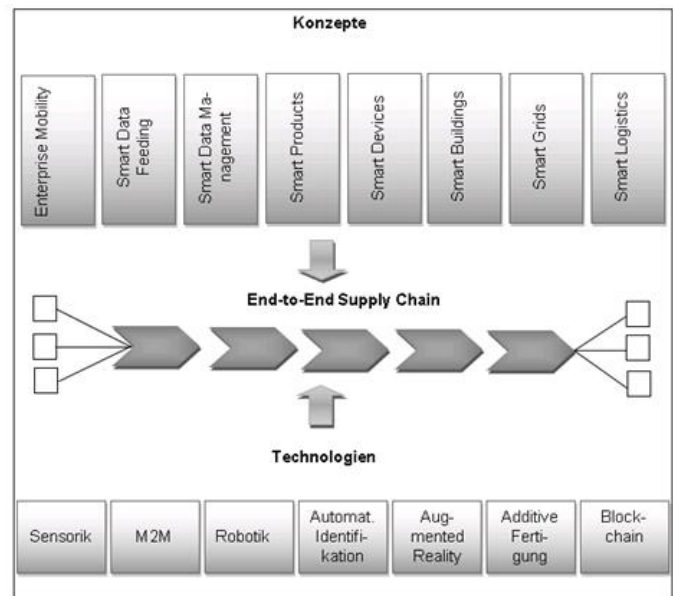 Konzepte
Enterprise Mobility
Smart Data
Feeding
Smart Data Ma-
nagement
Smart Products
Smart Devices
Smart Buildings
Smart Grids
Smart Logistics
End-to-End Supply Chain
Technologien
Sensorik
M2M
Robotik
Automat.
Identifi-
kation
Aug-
mented
Reality
Additive
Ferti-
gung
Block-
chain